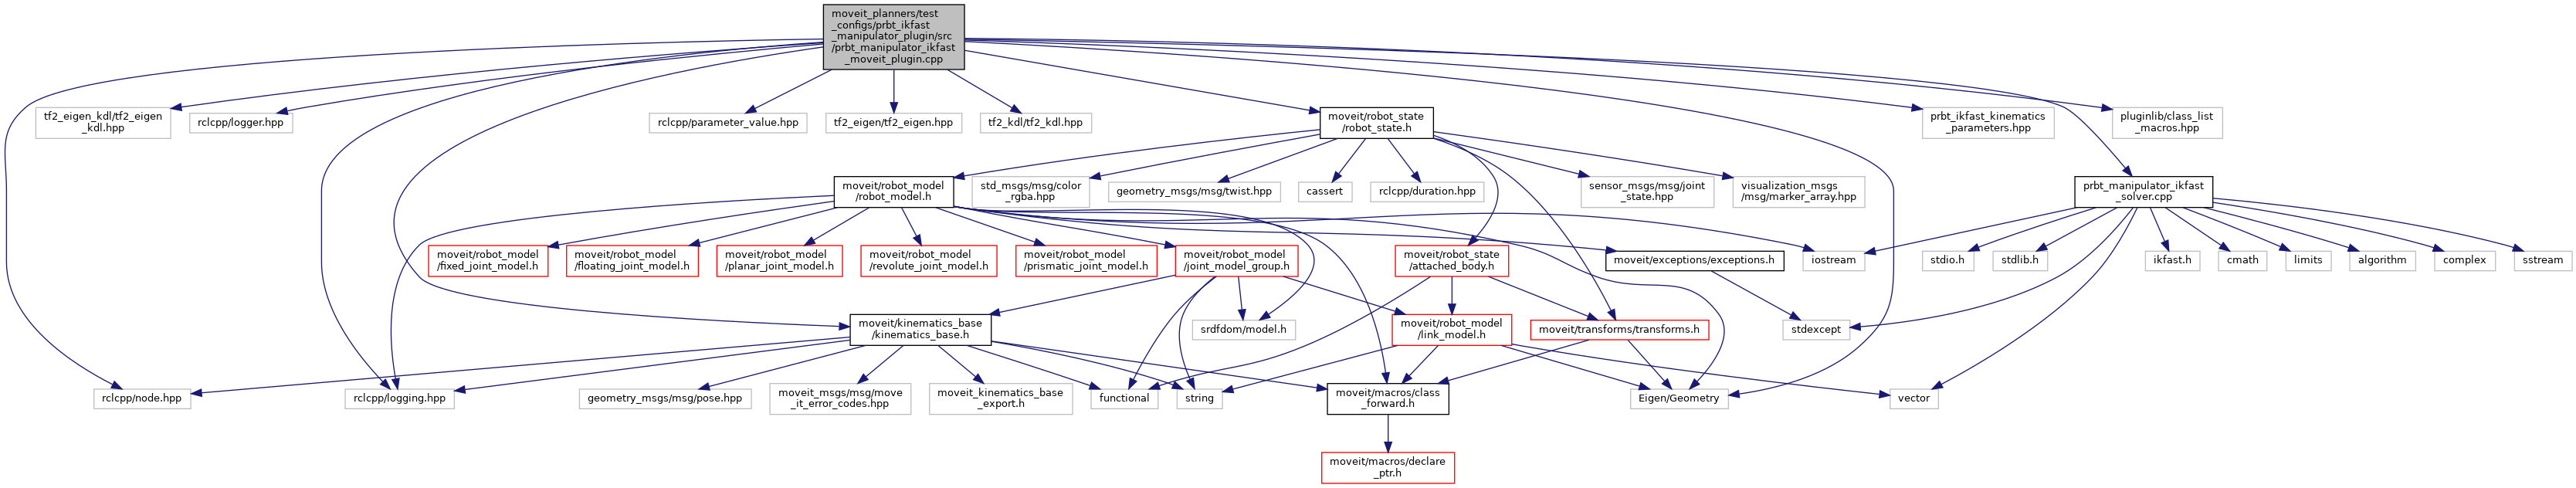 moveit_planners/test
_configs/prbt_ikfast
_manipulator_plugin/src
/prbt_manipulator_ikfast
_moveit_plugin.cpp
tf2_eigen_kdl/tf2_eigen
_kdl.hpp
rclcpp/logger.hpp
rclcpp/parameter_value.hpp
tf2_eigen/tf2_eigen.hpp
tf2_kdl/tf2_kdl.hpp
moveit/robot_state
/robot_state.h
prbt_ikfast_kinematics
_parameters.hpp
pluginlib/class_list
_macros.hpp
moveit/robot_model
/robot_model.h
std_msgs/msg/color
_rgba.hpp
geometry_msgs/msg/twist.hpp
cassert
rclcpp/duration.hpp
sensor_msgs/msg/joint
_state.hpp
visualization_msgs
/msg/marker_array.hpp
prbt_manipulator_ikfast
_solver.cpp
moveit/robot_model
/fixed_joint_model.h
moveit/robot_model
/floating_joint_model.h
moveit/robot_model
/planar_joint_model.h
moveit/robot_model
/revolute_joint_model.h
moveit/robot_model
/prismatic_joint_model.h
moveit/robot_model
/joint_model_group.h
moveit/robot_state
/attached_body.h
moveit/exceptions/exceptions.h
iostream
stdio.h
stdlib.h
ikfast.h
cmath
limits
algorithm
complex
sstream
moveit/kinematics_base
/kinematics_base.h
srdfdom/model.h
moveit/robot_model
/link_model.h
moveit/transforms/transforms.h
stdexcept
rclcpp/node.hpp
rclcpp/logging.hpp
geometry_msgs/msg/pose.hpp
moveit_msgs/msg/move
_it_error_codes.hpp
moveit_kinematics_base
_export.h
functional
string
moveit/macros/class
_forward.h
Eigen/Geometry
vector
moveit/macros/declare
_ptr.h